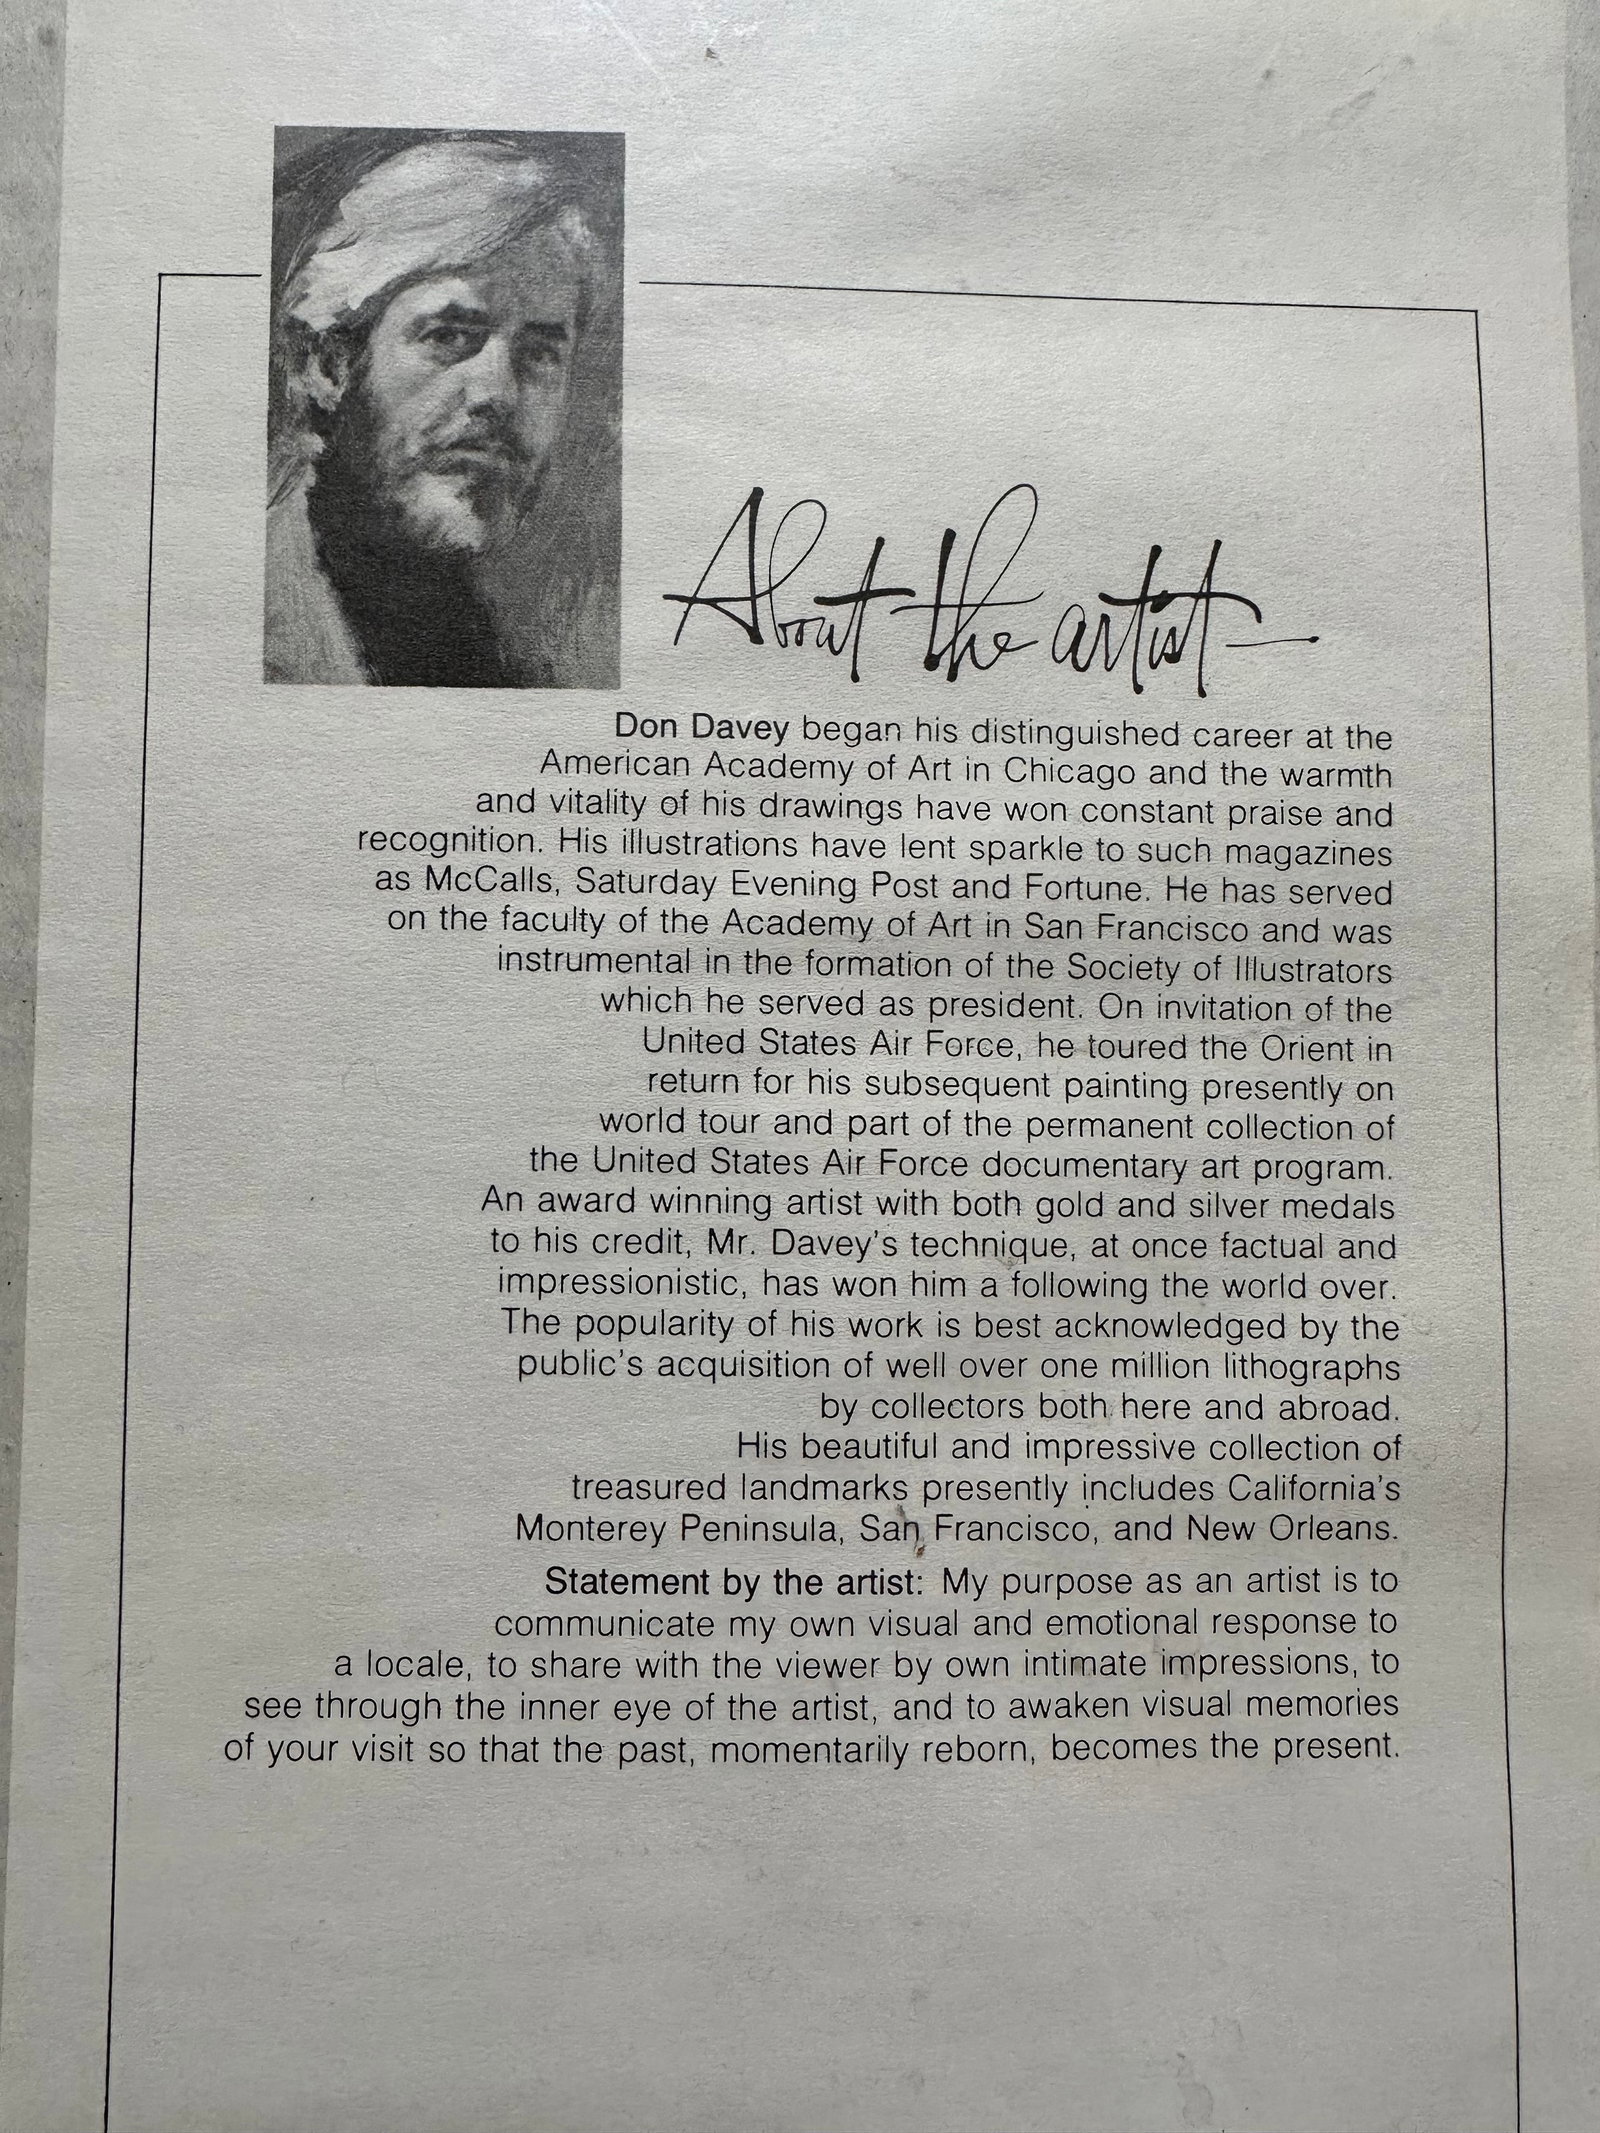 About the artist—
Don Davey began his distinguished career at the
American Academy of Art in Chicago and the warmth
and vitality of his drawings have won constant praise and
recognition. His illustrations have lent sparkle to such magazines
as McCalls, Saturday Evening Post and Fortune. He has served
on the faculty of the Academy of Art in San Francisco and was
instrumental in the formation of the Society of Illustrators
which he served as president. On invitation of the
United States Air Force, he toured the Orient in
return for his subsequent painting presently on
world tour and part of the permanent collection of
the United States Air Force documentary art program.
An award winning artist with both gold and silver medals
to his credit, Mr. Davey's technique, at once factual and
impressionistic, has won him a following the world over.
The popularity of his work is best acknowledged by the
public's acquisition of well over one million lithographs
by collectors both here and abroad.
His beautiful and impressive collection of
treasured landmarks presently includes California's
Monterey Peninsula, San Francisco, and New Orleans.
Statement by the artist: My purpose as an artist is to
communicate my own visual and emotional response to
a locale, to share with the viewer by own intimate impressions, to
see through the inner eye of the artist, and to awaken visual memories
of your visit so that the past, momentarily reborn, becomes the present.